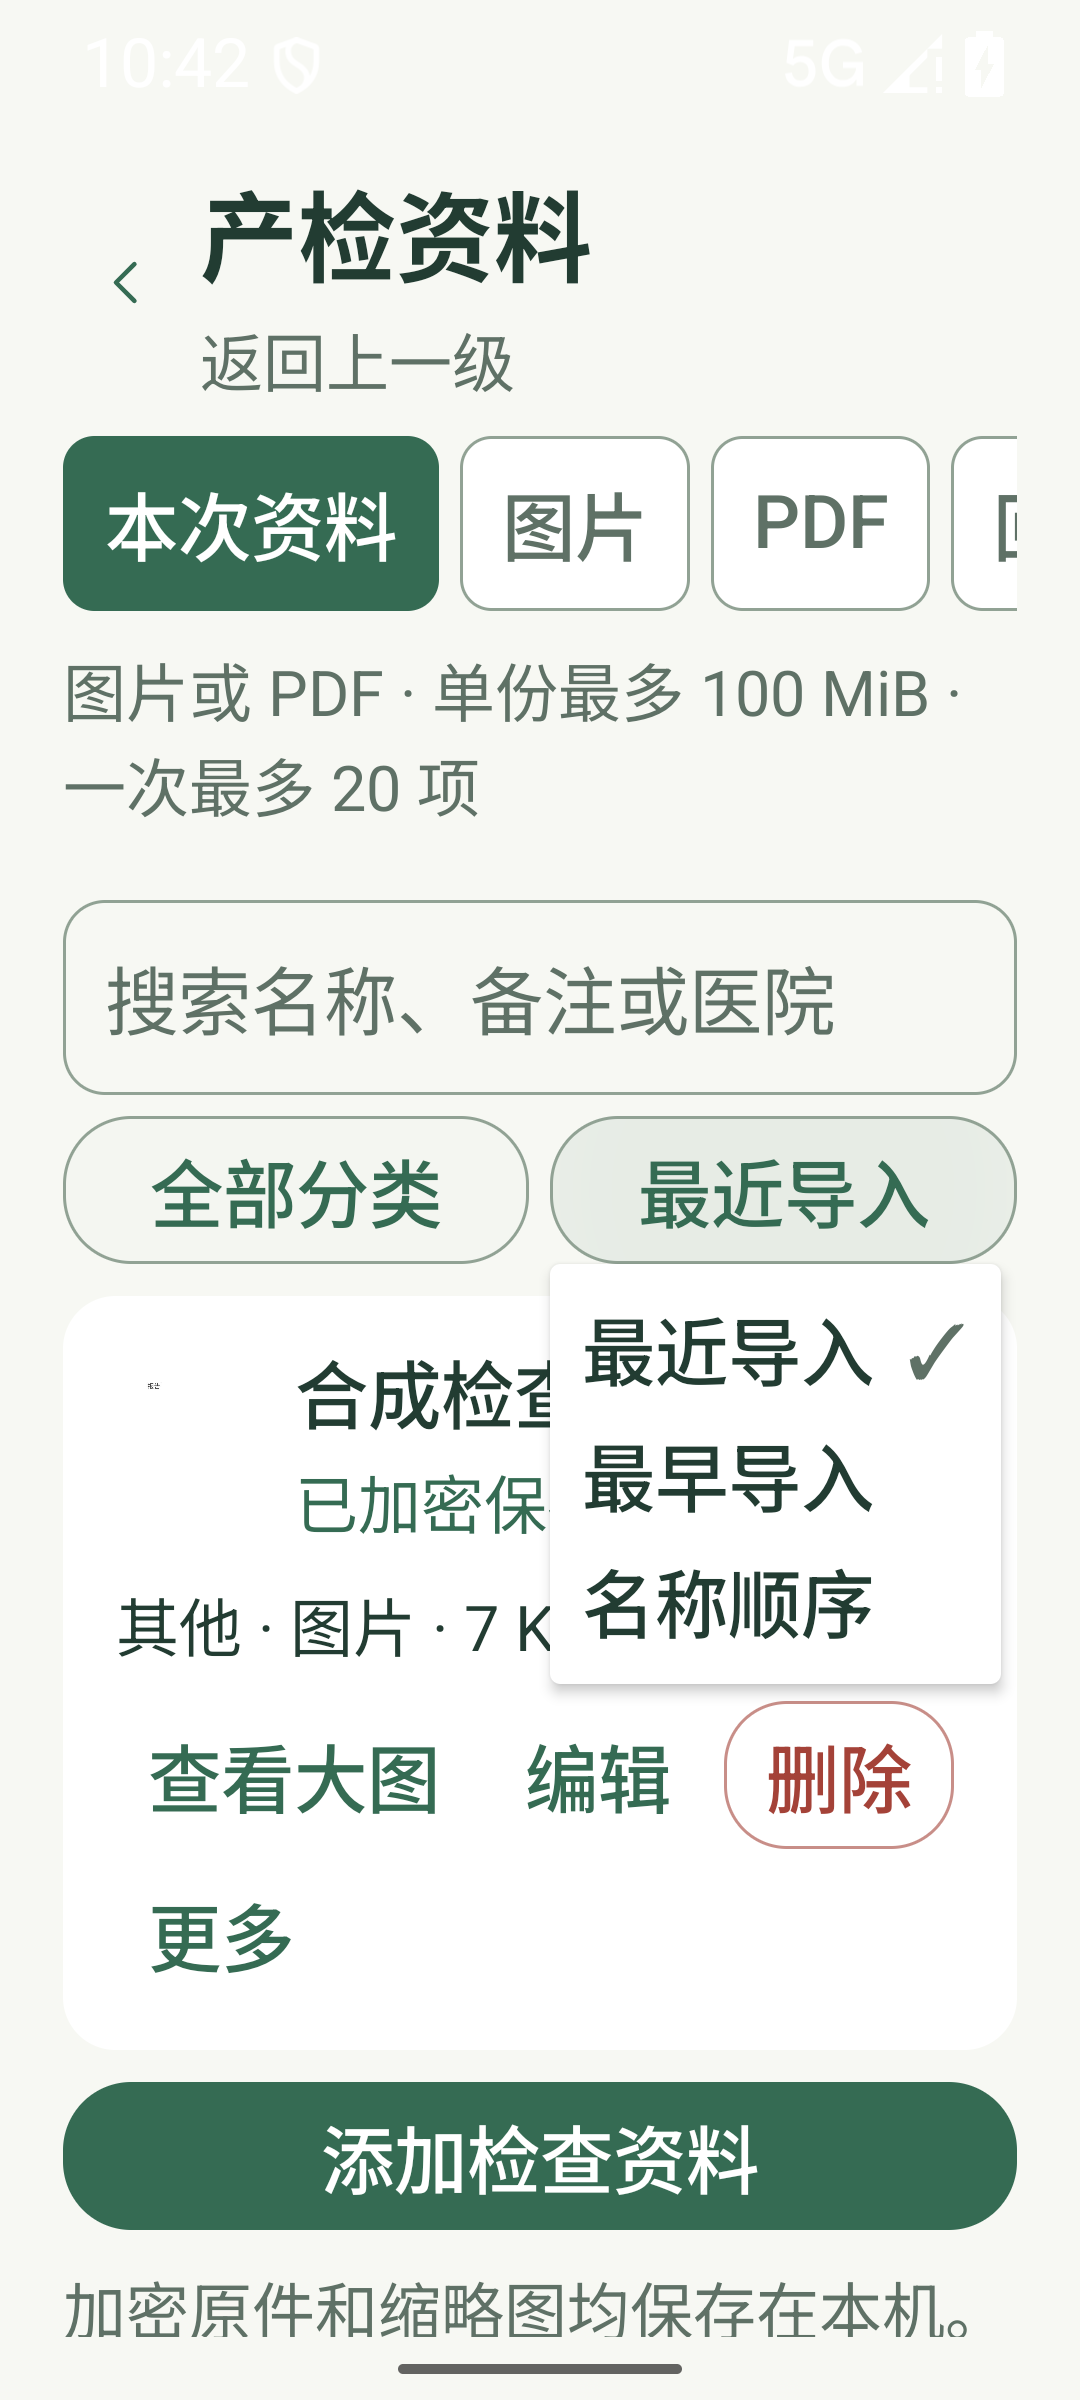 10:42
5G
产检资料
返回上一级
本次资料
图片
PDF
图片或 PDF · 单份最多 100 MiB ·
一次最多 20 项
搜索名称、备注或医院
全部分类
最近导入
最近导入 ✓
最早导入
名称顺序
合成检查
已加密保
其他 · 图片 · 7 K
查看大图
编辑
删除
更多
添加检查资料
加密原件和缩略图均保存在本机。